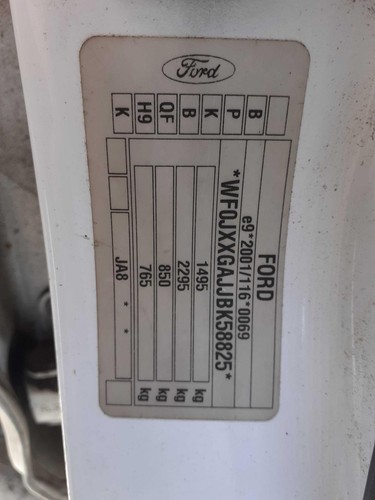 Ford
B
P
K
B
QF
H9
K
FORD
e9*2001/116*0069
*WF0JXXGAJJBK58825*
1495 kg
2295 kg
850 kg
765 kg
JA8 * *